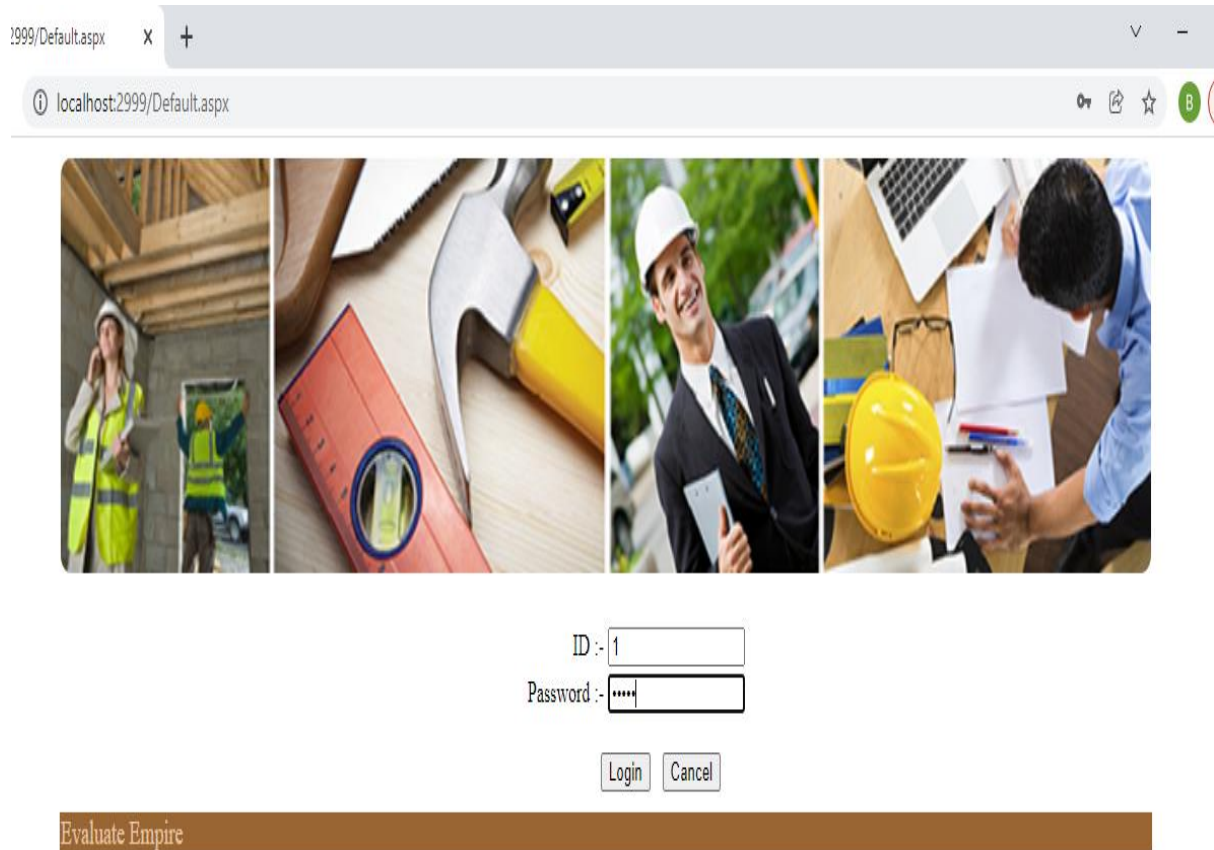 2999/Default.aspx
localhost:2999/Default.aspx
B
ID :- 1
Password :- •••••
Login Cancel
Evaluate Empire